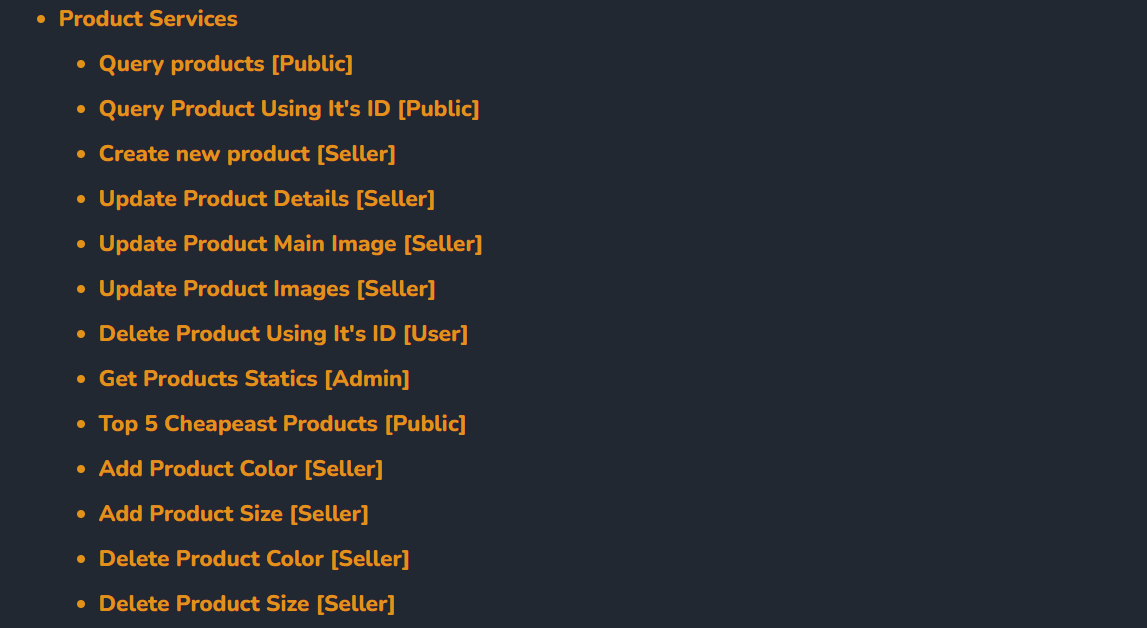 Product Services
Query products [Public]
Query Product Using It's ID [Public]
Create new product [Seller]
Update Product Details [Seller]
Update Product Main Image [Seller]
Update Product Images [Seller]
Delete Product Using It's ID [User]
Get Products Statics [Admin]
Top 5 Cheapeast Products [Public]
Add Product Color [Seller]
Add Product Size [Seller]
Delete Product Color [Seller]
Delete Product Size [Seller]